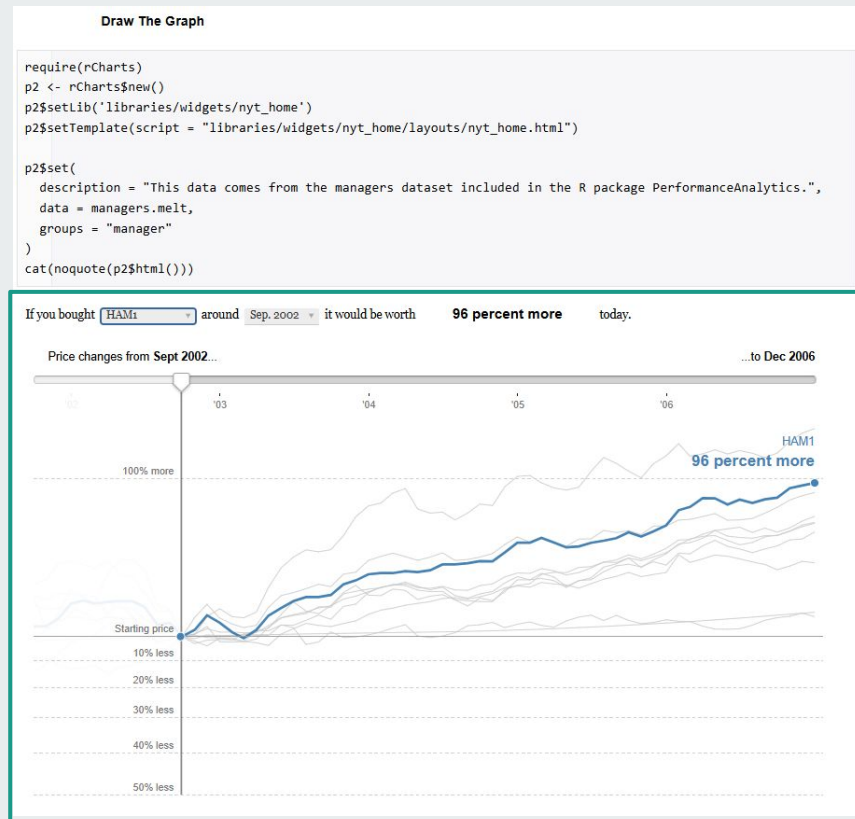 Draw The Graph
require(rCharts)
p2 <- rCharts$new()
p2$setLib('libraries/widgets/nyt_home')
p2$setTemplate(script = "libraries/widgets/nyt_home/layouts/nyt_home.html")
p2$set(
  description = "This data comes from the managers dataset included in the R package PerformanceAnalytics.",
  data = managers.melt,
  groups = "manager"
)
cat(noquote(p2$html()))
If you bought HAM1 around Sep. 2002 it would be worth 96 percent more today.
Price changes from Sept 2002... ...to Dec 2006
'02 '03 '04 '05 '06
HAM1
96 percent more
100% more
Starting price
10% less
20% less
30% less
40% less
50% less